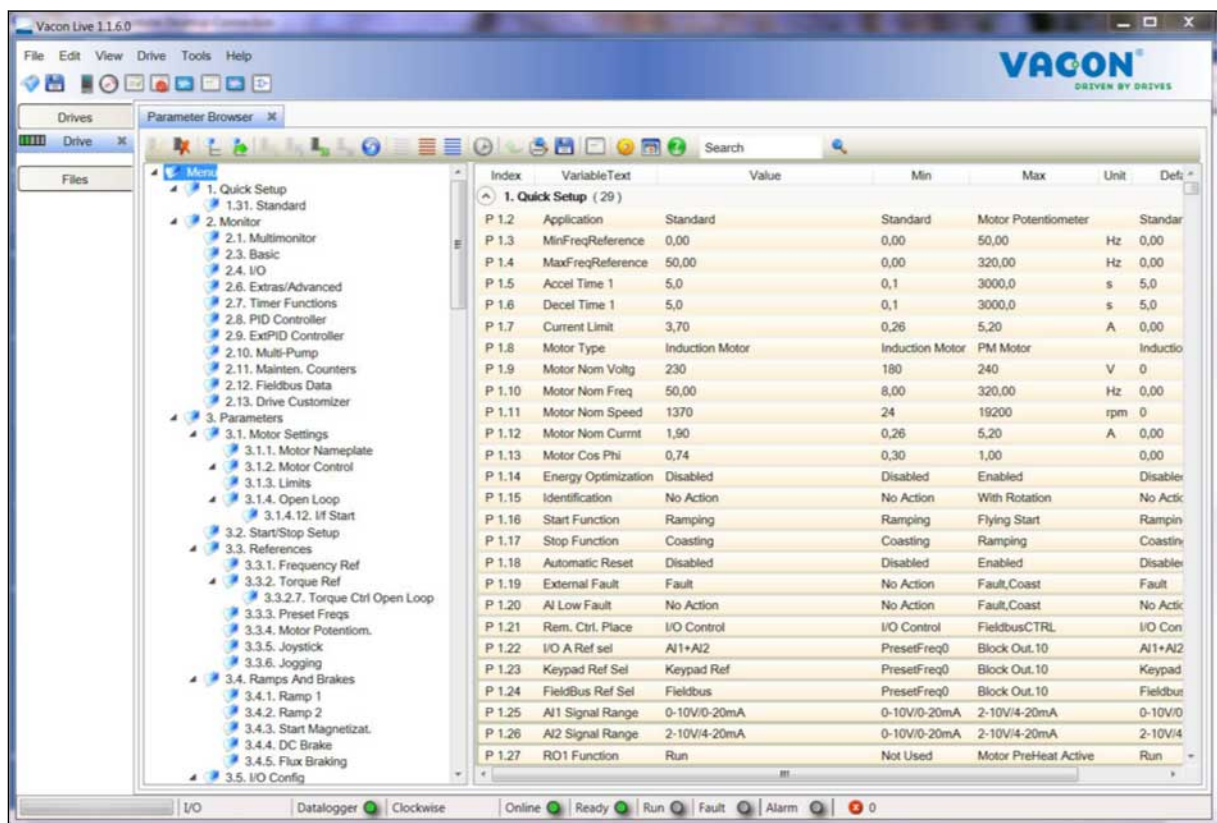 Vacon Live 1.1.6.0
File Edit View Drive Tools Help
VACON®
DRIVEN BY DRIVES
Drives
Drive
Files
Parameter Browser
Search
Menu
1. Quick Setup
1.31. Standard
2. Monitor
2.1. Multimonitor
2.3. Basic
2.4. I/O
2.6. Extras/Advanced
2.7. Timer Functions
2.8. PID Controller
2.9. ExtPID Controller
2.10. Multi-Pump
2.11. Mainten. Counters
2.12. Fieldbus Data
2.13. Drive Customizer
3. Parameters
3.1. Motor Settings
3.1.1. Motor Nameplate
3.1.2. Motor Control
3.1.3. Limits
3.1.4. Open Loop
3.1.4.12. I/f Start
3.2. Start/Stop Setup
3.3. References
3.3.1. Frequency Ref
3.3.2. Torque Ref
3.3.2.7. Torque Ctrl Open Loop
3.3.3. Preset Freqs
3.3.4. Motor Potentiom.
3.3.5. Joystick
3.3.6. Jogging
3.4. Ramps And Brakes
3.4.1. Ramp 1
3.4.2. Ramp 2
3.4.3. Start Magnetizat.
3.4.4. DC Brake
3.4.5. Flux Braking
3.5. I/O Config
Index VariableText Value Min Max Unit Defa
1. Quick Setup (29)
P 1.2 Application Standard Standard Motor Potentiometer Standar
P 1.3 MinFreqReference 0,00 0,00 50,00 Hz 0,00
P 1.4 MaxFreqReference 50,00 0,00 320,00 Hz 0,00
P 1.5 Accel Time 1 5,0 0,1 3000,0 s 5,0
P 1.6 Decel Time 1 5,0 0,1 3000,0 s 5,0
P 1.7 Current Limit 3,70 0,26 5,20 A 0,00
P 1.8 Motor Type Induction Motor Induction Motor PM Motor Inductio
P 1.9 Motor Nom Voltg 230 180 240 V 0
P 1.10 Motor Nom Freq 50,00 8,00 320,00 Hz 0,00
P 1.11 Motor Nom Speed 1370 24 19200 rpm 0
P 1.12 Motor Nom Currnt 1,90 0,26 5,20 A 0,00
P 1.13 Motor Cos Phi 0,74 0,30 1,00 0,00
P 1.14 Energy Optimization Disabled Disabled Enabled Disable
P 1.15 Identification No Action No Action With Rotation No Actic
P 1.16 Start Function Ramping Ramping Flying Start Rampin
P 1.17 Stop Function Coasting Coasting Ramping Coastin
P 1.18 Automatic Reset Disabled Disabled Enabled Disable
P 1.19 External Fault Fault No Action Fault,Coast Fault
P 1.20 AI Low Fault No Action No Action Fault,Coast No Actic
P 1.21 Rem. Ctrl. Place I/O Control I/O Control FieldbusCTRL I/O Con
P 1.22 I/O A Ref sel AI1+AI2 PresetFreq0 Block Out.10 AI1+AI2
P 1.23 Keypad Ref Sel Keypad Ref PresetFreq0 Block Out.10 Keypad
P 1.24 FieldBus Ref Sel Fieldbus PresetFreq0 Block Out.10 Fieldbus
P 1.25 AI1 Signal Range 0-10V/0-20mA 0-10V/0-20mA 2-10V/4-20mA 0-10V/0
P 1.26 AI2 Signal Range 2-10V/4-20mA 0-10V/0-20mA 2-10V/4-20mA 2-10V/4
P 1.27 RO1 Function Run Not Used Motor PreHeat Active Run
I/O Datalogger Clockwise Online Ready Run Fault Alarm 0